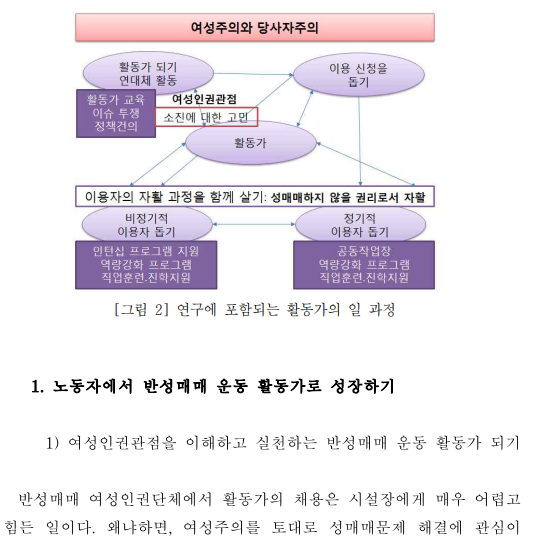 여성주의와 당사자주의
활동가 되기
연대체 활동
이용 신청을
돕기
활동가 교육
이슈 투쟁
정책건의
여성인권관점
소진에 대한 고민
활동가
이용자의 자활 과정을 함께 살기: 성매매하지 않을 권리로서 자활
비정기적
이용자 돕기
정기적
이용자 돕기
인턴십 프로그램 지원
역량강화 프로그램
직업훈련.진학지원
공동작업장
역량강화 프로그램
직업훈련.진학지원
[그림 2] 연구에 포함되는 활동가의 일 과정
1. 노동자에서 반성매매 운동 활동가로 성장하기
1) 여성인권관점을 이해하고 실천하는 반성매매 운동 활동가 되기
반성매매 여성인권단체에서 활동가의 채용은 시설장에게 매우 어렵고
힘든 일이다. 왜냐하면, 여성주의를 토대로 성매매문제 해결에 관심이